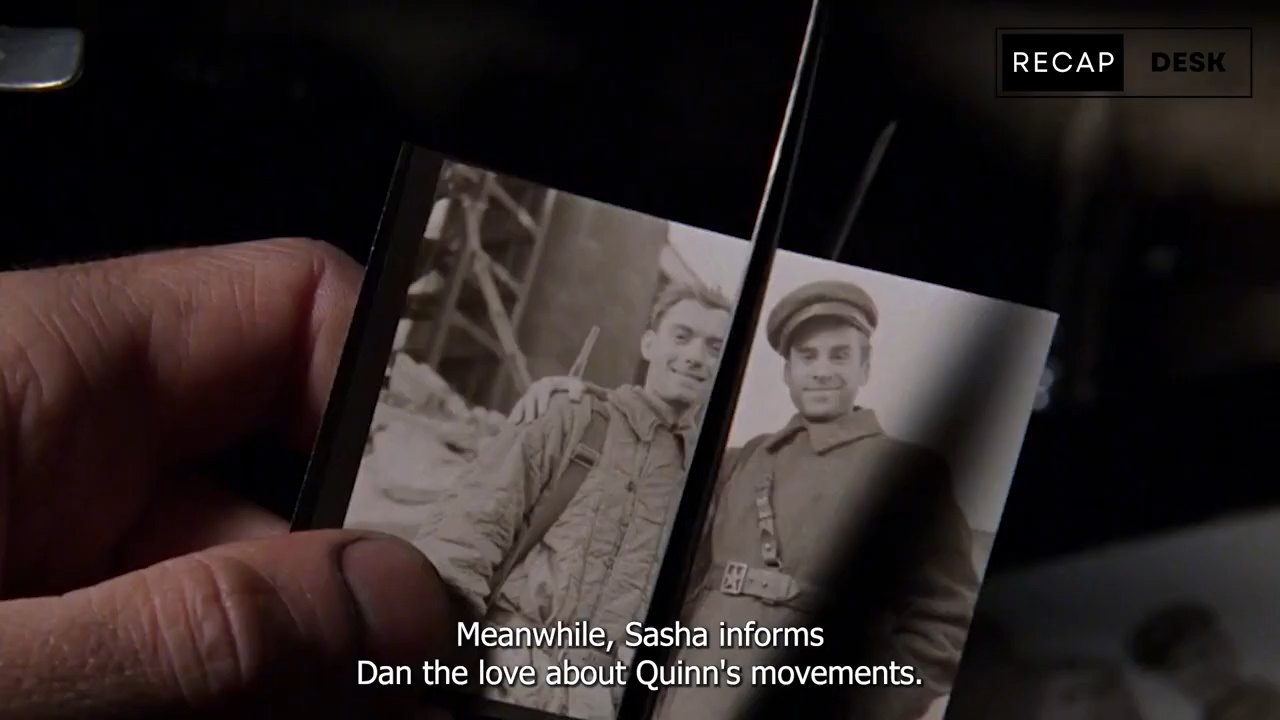 RECAP DESK
Meanwhile, Sasha informs
Dan the love about Quinn's movements.